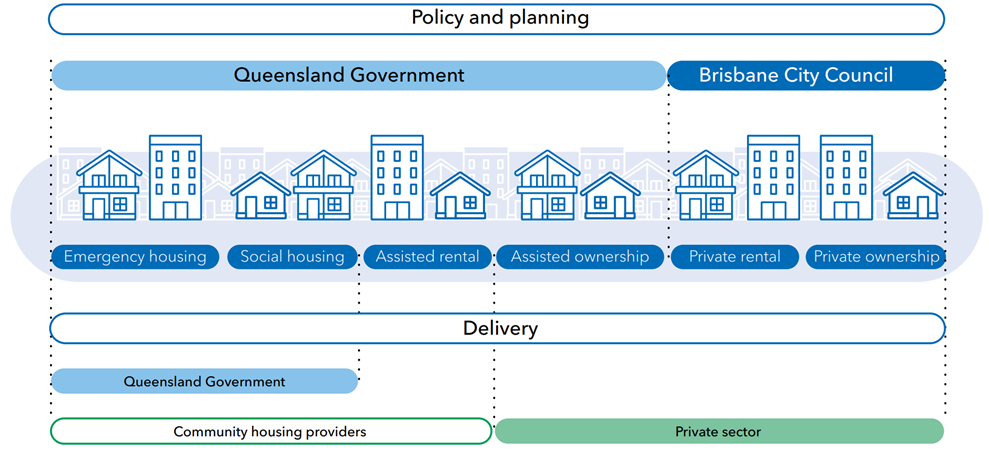 Policy and planning
Queensland Government
Brisbane City Council
Emergency housing
Social housing
Assisted rental
Assisted ownership
Private rental
Private ownership
Delivery
Queensland Government
Community housing providers
Private sector